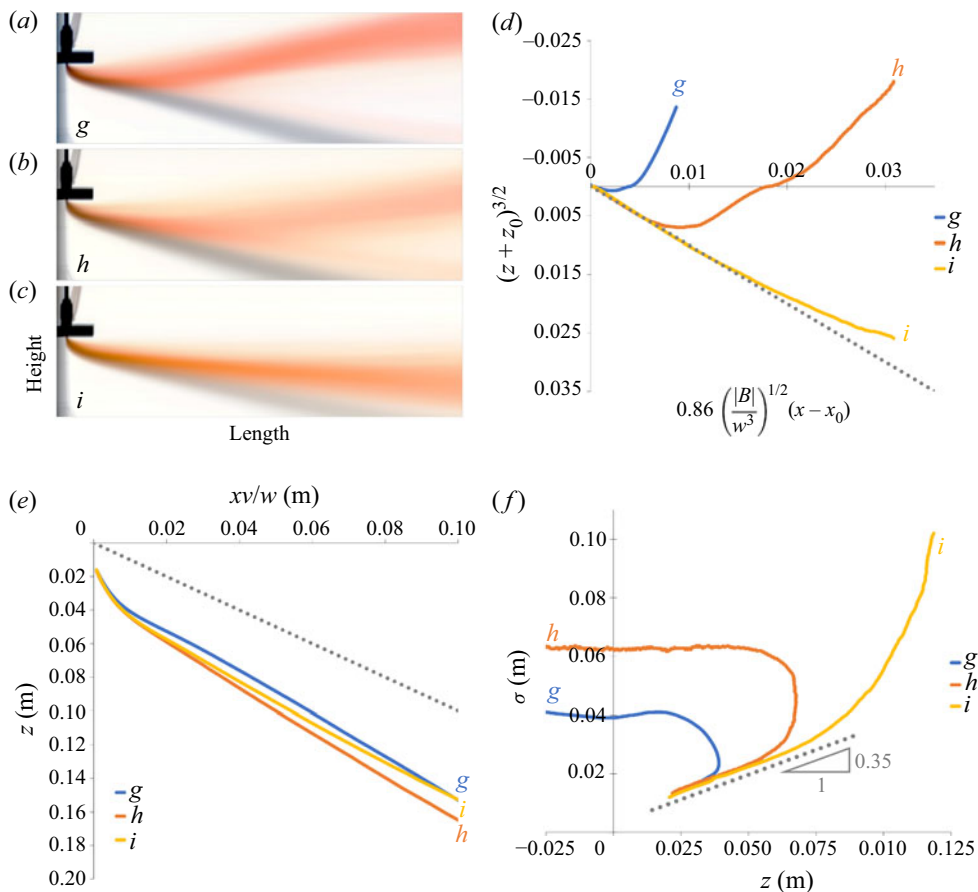 (a)
g
(b)
h
(c)
i
Height
Length
(d)
–0.025
–0.015
–0.005
0.005
0.015
0.025
0.035
(z + z0)3/2
0
0.01
0.02
0.03
g
h
i
g
h
i
0.86 (|B|/w3)1/2 (x – x0)
(e)
xv/w (m)
0
0.02
0.04
0.06
0.08
0.10
0.02
0.04
0.06
0.08
0.10
0.12
0.14
0.16
0.18
0.20
z (m)
g
i
h
g
h
i
(f)
0.10
0.08
0.06
0.04
0.02
σ (m)
h
g
i
g
h
i
0.35
1
–0.025
0
0.025
0.050
0.075
0.100
0.125
z (m)